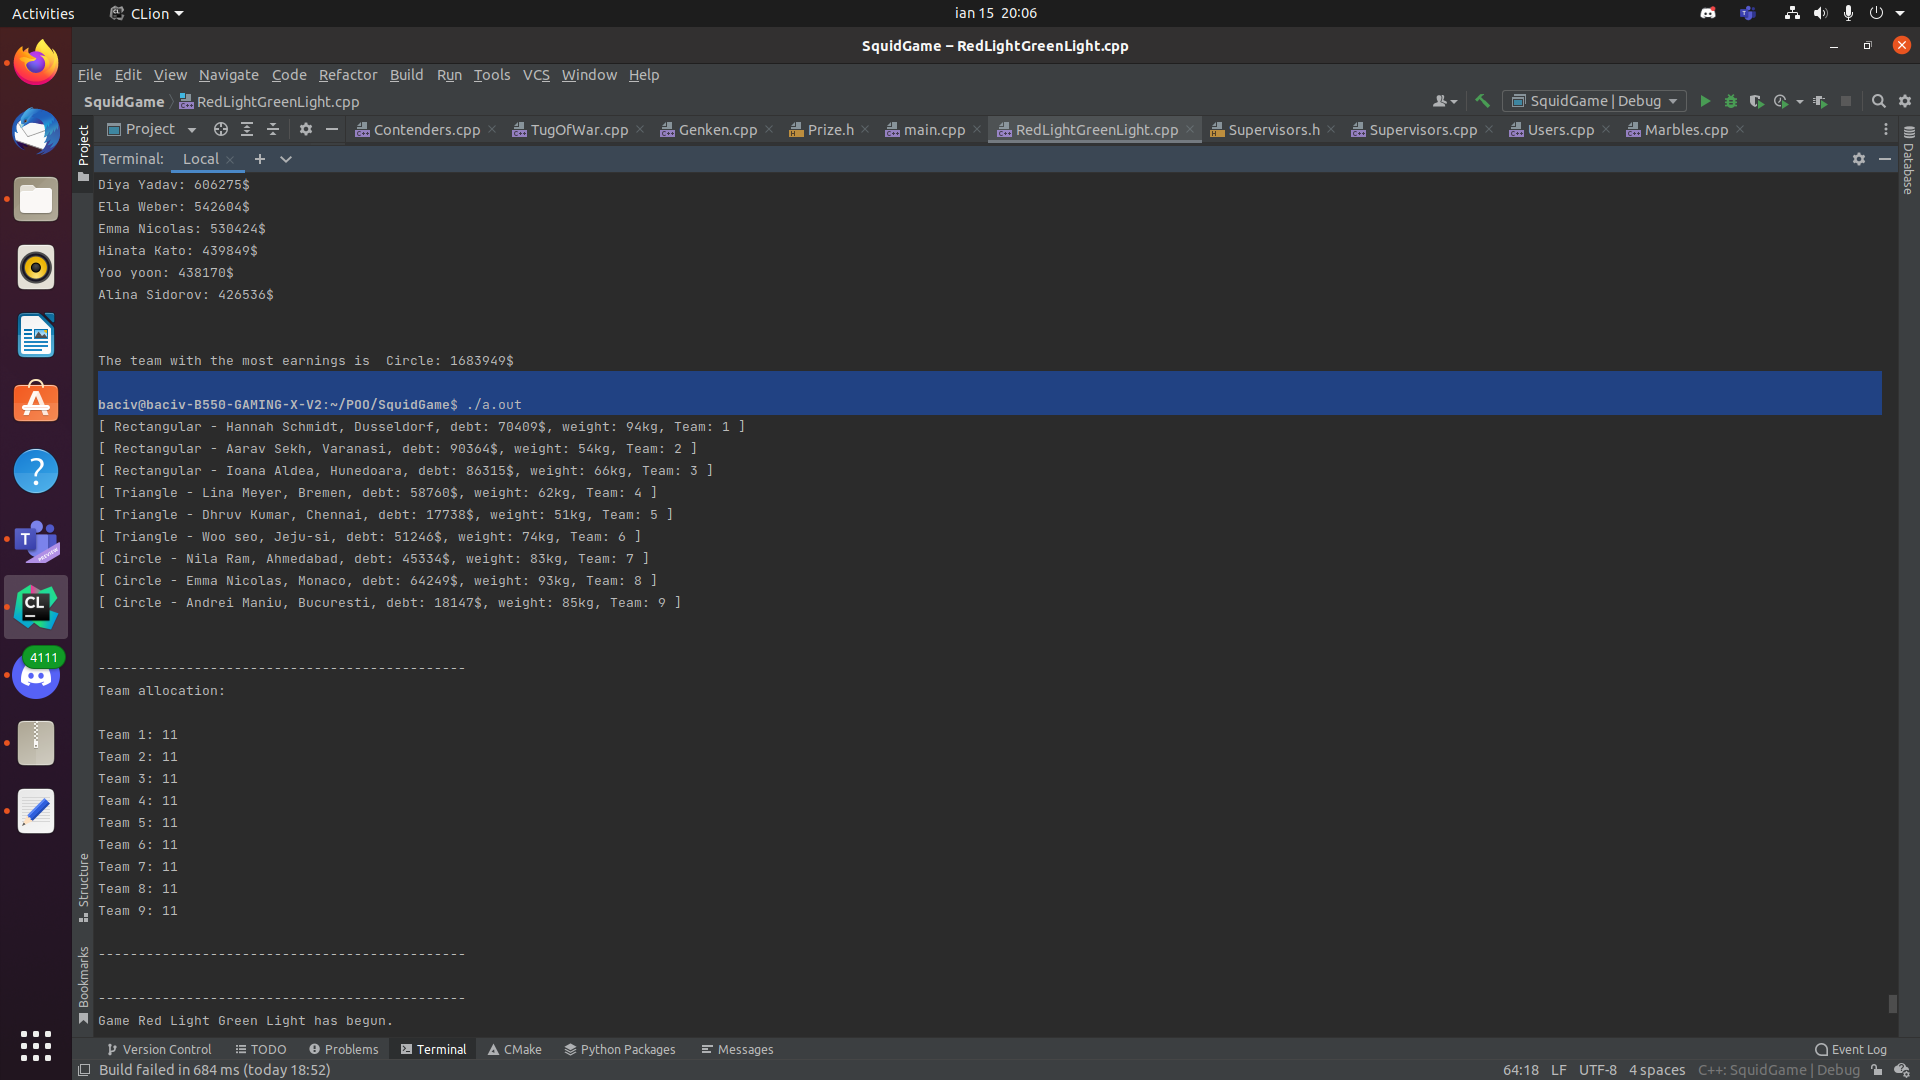 Activities CLion ian 15 20:06
SquidGame – RedLightGreenLight.cpp
File Edit View Navigate Code Refactor Build Run Tools VCS Window Help
SquidGame RedLightGreenLight.cpp SquidGame | Debug
Project Contenders.cpp TugOfWar.cpp Genken.cpp Prize.h main.cpp RedLightGreenLight.cpp Supervisors.h Supervisors.cpp Users.cpp Marbles.cpp
Project
Database
Terminal: Local
Diya Yadav: 606275$
Ella Weber: 542604$
Emma Nicolas: 530424$
Hinata Kato: 439849$
Yoo yoon: 438170$
Alina Sidorov: 426536$
The team with the most earnings is  Circle: 1683949$
baciv@baciv-B550-GAMING-X-V2:~/POO/SquidGame$ ./a.out
[ Rectangular - Hannah Schmidt, Dusseldorf, debt: 70409$, weight: 94kg, Team: 1 ]
[ Rectangular - Aarav Sekh, Varanasi, debt: 90364$, weight: 54kg, Team: 2 ]
[ Rectangular - Ioana Aldea, Hunedoara, debt: 86315$, weight: 66kg, Team: 3 ]
[ Triangle - Lina Meyer, Bremen, debt: 58760$, weight: 62kg, Team: 4 ]
[ Triangle - Dhruv Kumar, Chennai, debt: 17738$, weight: 51kg, Team: 5 ]
[ Triangle - Woo seo, Jeju-si, debt: 51246$, weight: 74kg, Team: 6 ]
[ Circle - Nila Ram, Ahmedabad, debt: 45334$, weight: 83kg, Team: 7 ]
[ Circle - Emma Nicolas, Monaco, debt: 64249$, weight: 93kg, Team: 8 ]
[ Circle - Andrei Maniu, Bucuresti, debt: 18147$, weight: 85kg, Team: 9 ]
----------------------------------------------
Team allocation:
Team 1: 11
Team 2: 11
Team 3: 11
Team 4: 11
Team 5: 11
Team 6: 11
Team 7: 11
Team 8: 11
Team 9: 11
----------------------------------------------
----------------------------------------------
Game Red Light Green Light has begun.
CL
4111
Structure
Bookmarks
Version Control TODO Problems Terminal CMake Python Packages Messages Event Log
Build failed in 684 ms (today 18:52) 64:18 LF UTF-8 4 spaces C++: SquidGame | Debug